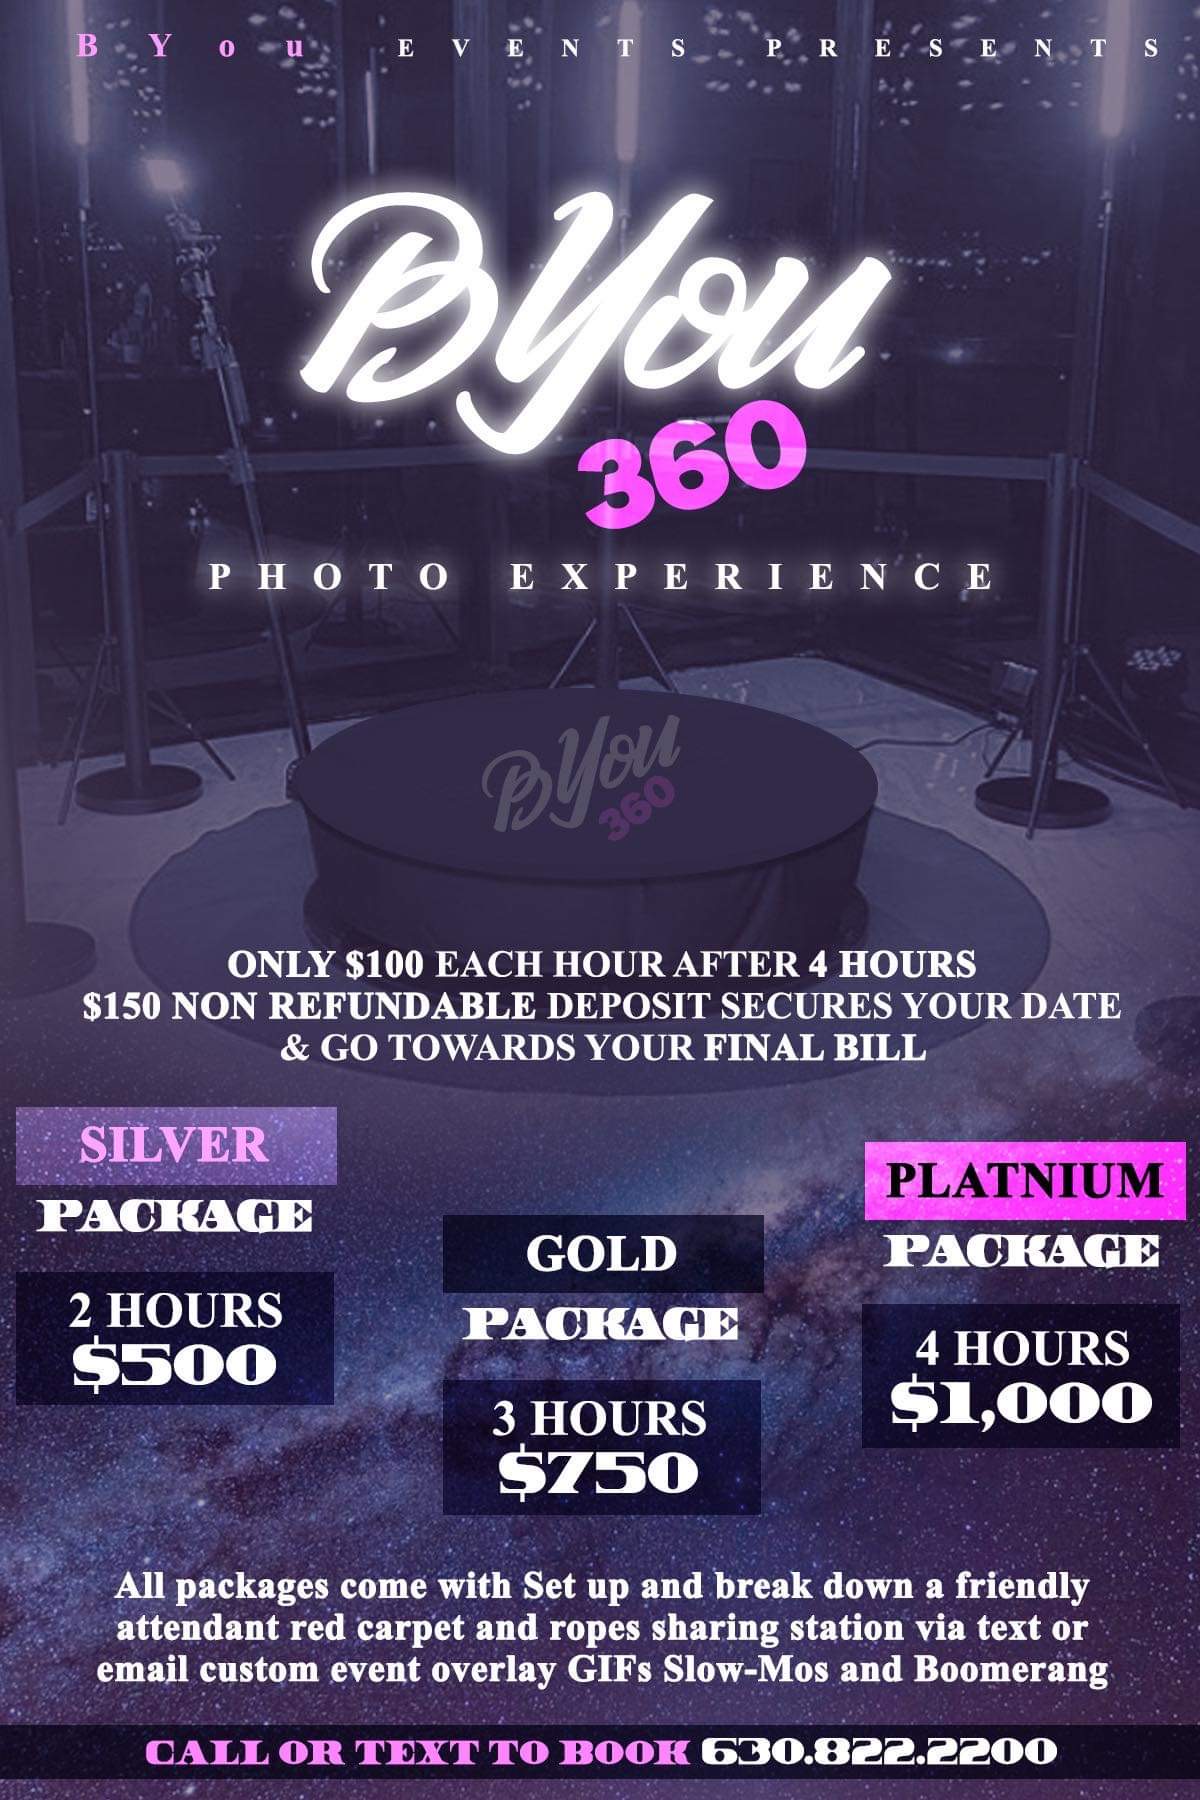 BYou EVENTS PRESENTS
BYou
360
PHOTO EXPERIENCE
BYou
360
ONLY $100 EACH HOUR AFTER 4 HOURS
$150 NON REFUNDABLE DEPOSIT SECURES YOUR DATE
& GO TOWARDS YOUR FINAL BILL
SILVER
PACKAGE
2 HOURS
$500
GOLD
PACKAGE
3 HOURS
$750
PLATNIUM
PACKAGE
4 HOURS
$1,000
All packages come with Set up and break down a friendly
attendant red carpet and ropes sharing station via text or
email custom event overlay GIFs Slow-Mos and Boomerang
CALL OR TEXT TO BOOK 630.822.2200